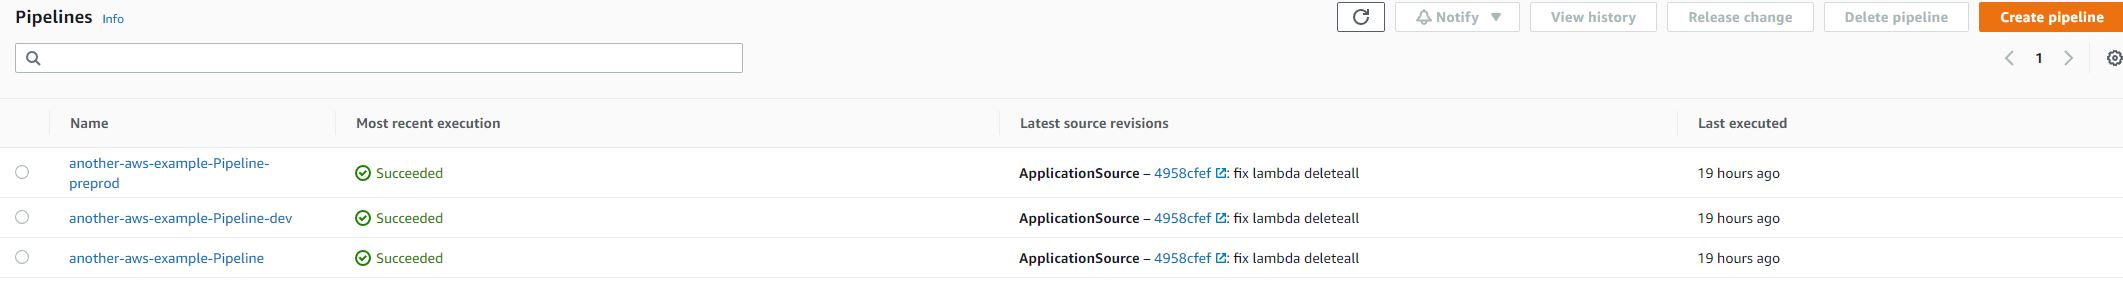 Pipelines Info
Notify
View history
Release change
Delete pipeline
Create pipeline
1
Name
Most recent execution
Latest source revisions
Last executed
another-aws-example-Pipeline-
preprod
Succeeded
ApplicationSource – 4958cfef : fix lambda deleteall
19 hours ago
another-aws-example-Pipeline-dev
Succeeded
ApplicationSource – 4958cfef : fix lambda deleteall
19 hours ago
another-aws-example-Pipeline
Succeeded
ApplicationSource – 4958cfef : fix lambda deleteall
19 hours ago